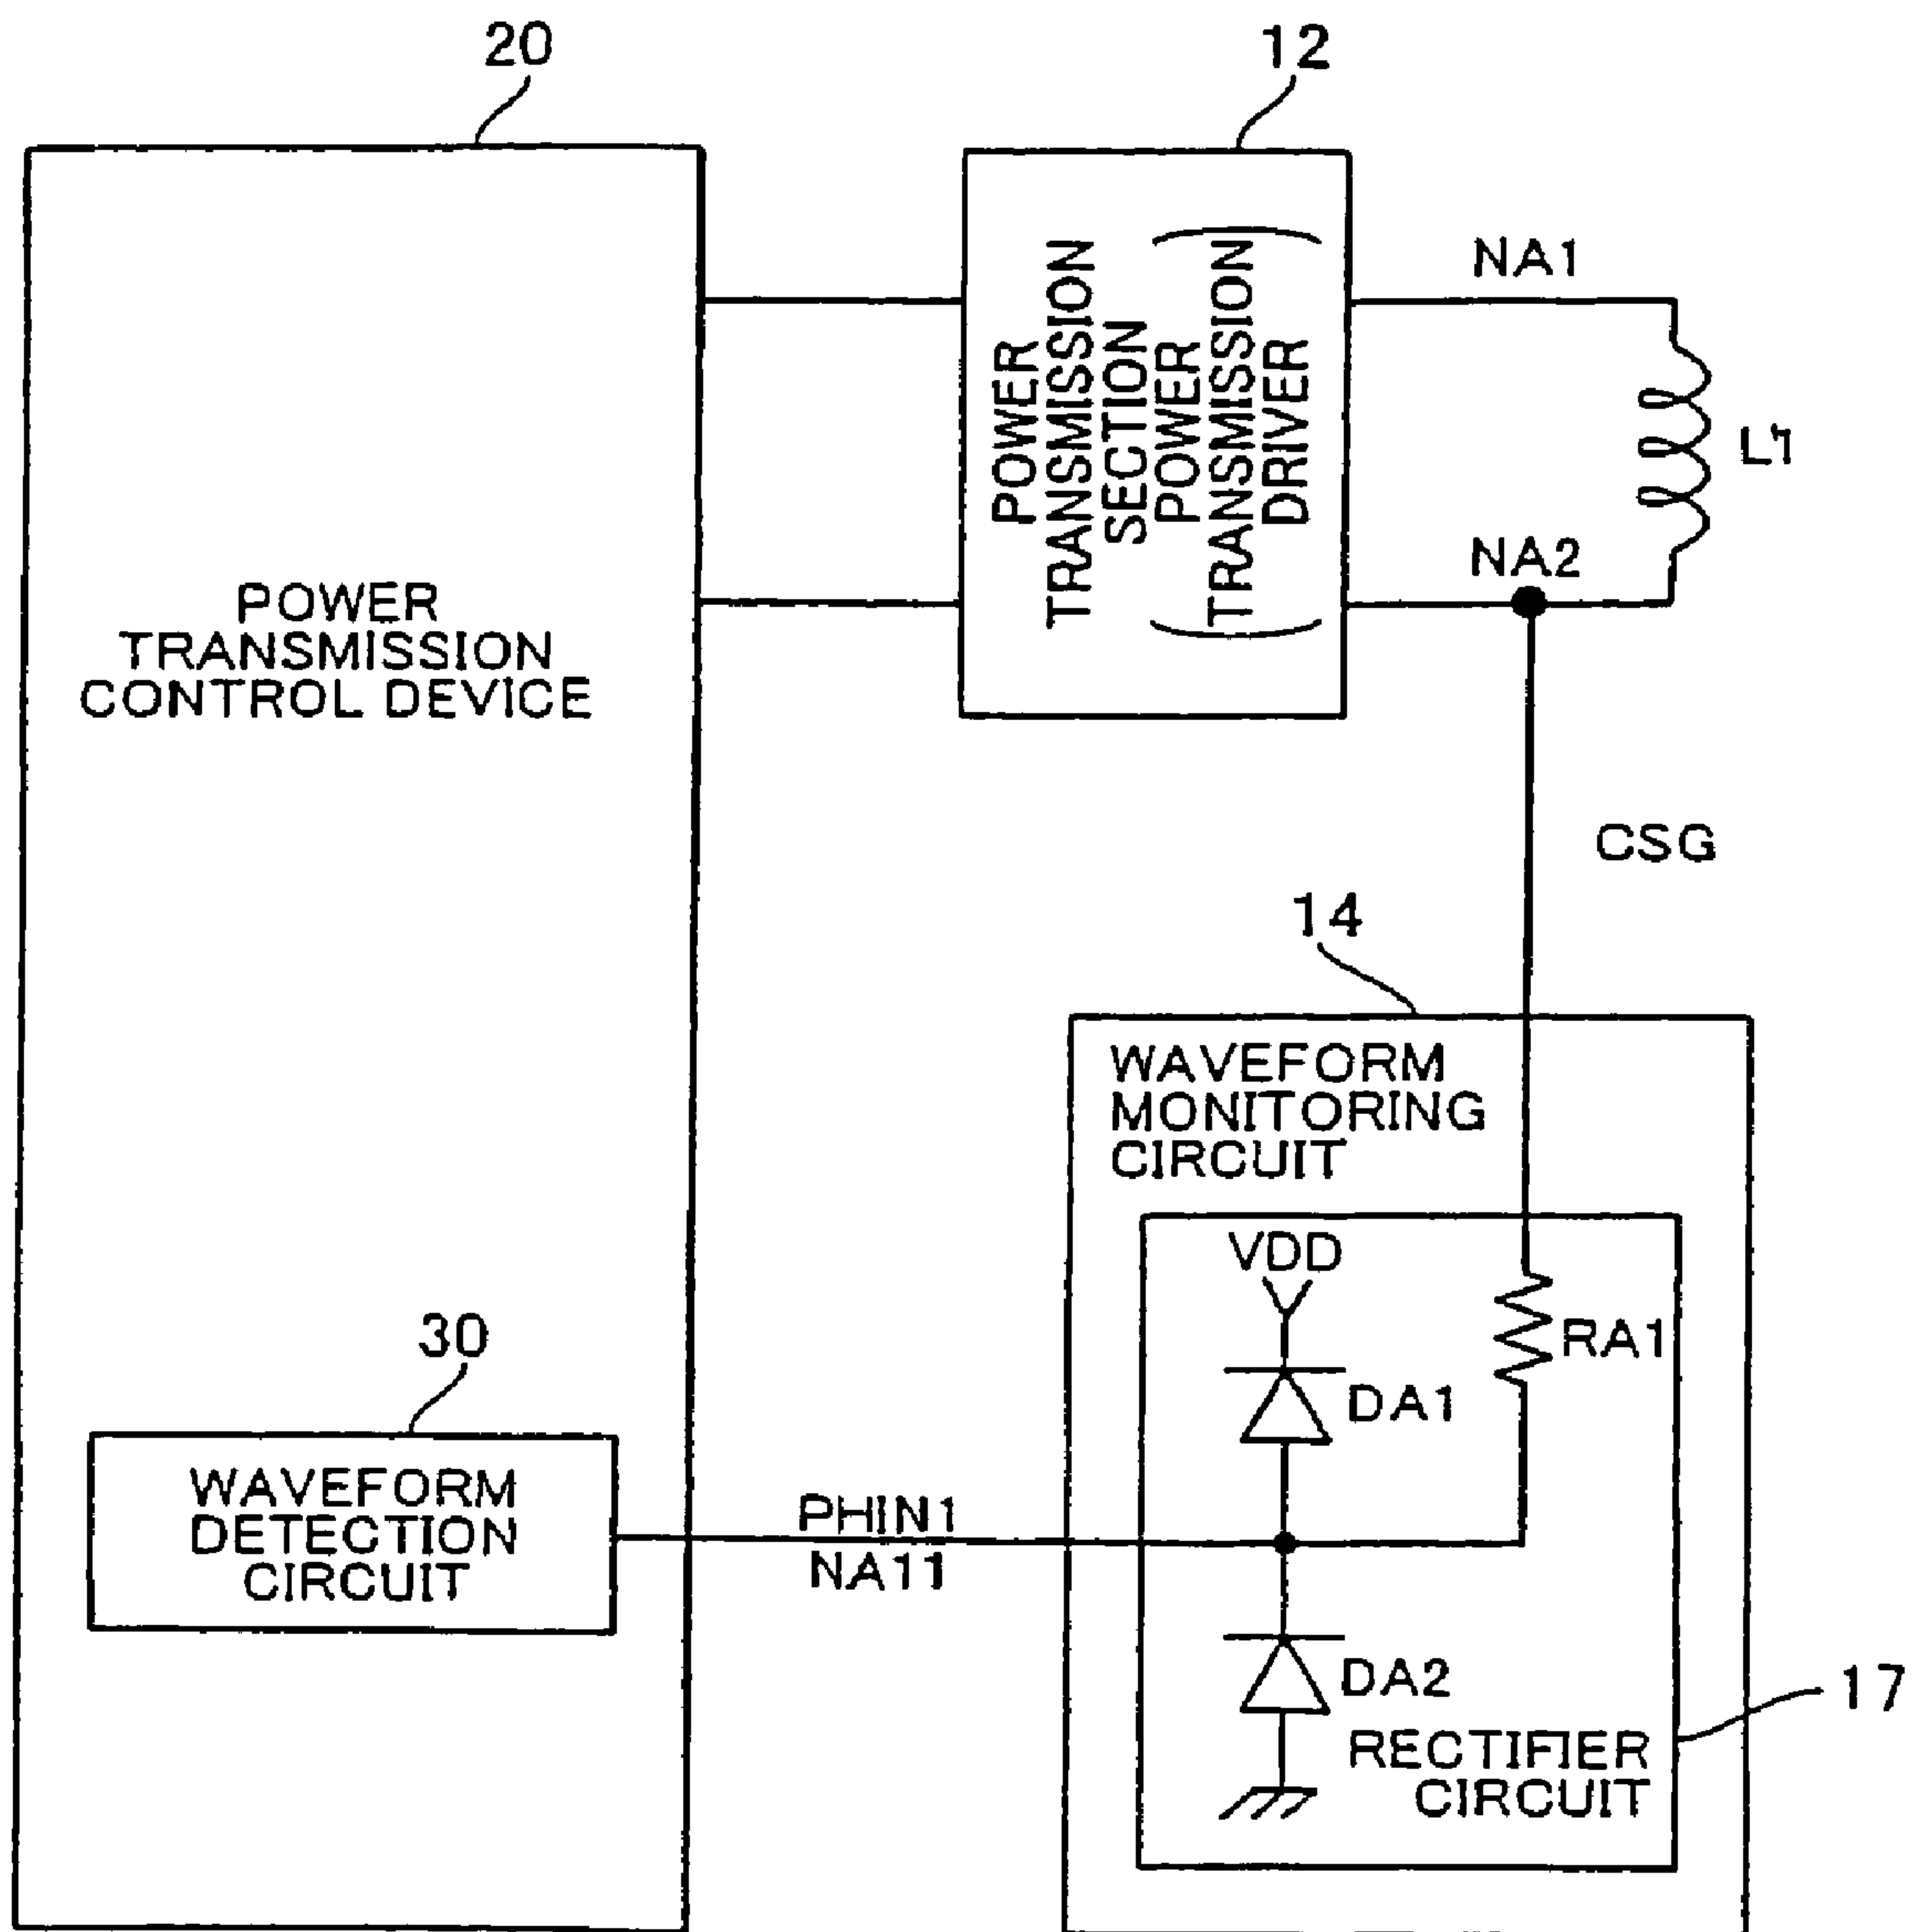 20
12
POWER
TRANSMISSION
CONTROL DEVICE
POWER
TRANSMISSION
SECTION
(POWER
TRANSMISSION
DRIVER)
NA1
L1
NA2
CSG
14
WAVEFORM
MONITORING
CIRCUIT
VDD
RA1
DA1
30
WAVEFORM
DETECTION
CIRCUIT
PHIN1
NA11
DA2
17
RECTIFIER
CIRCUIT